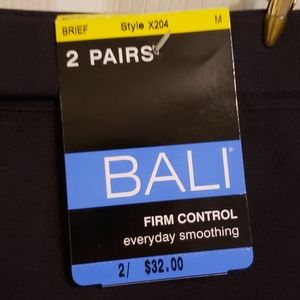 BRIEF Style X204 M
2 PAIRS
BALI®
FIRM CONTROL
everyday smoothing
2/ $32.00